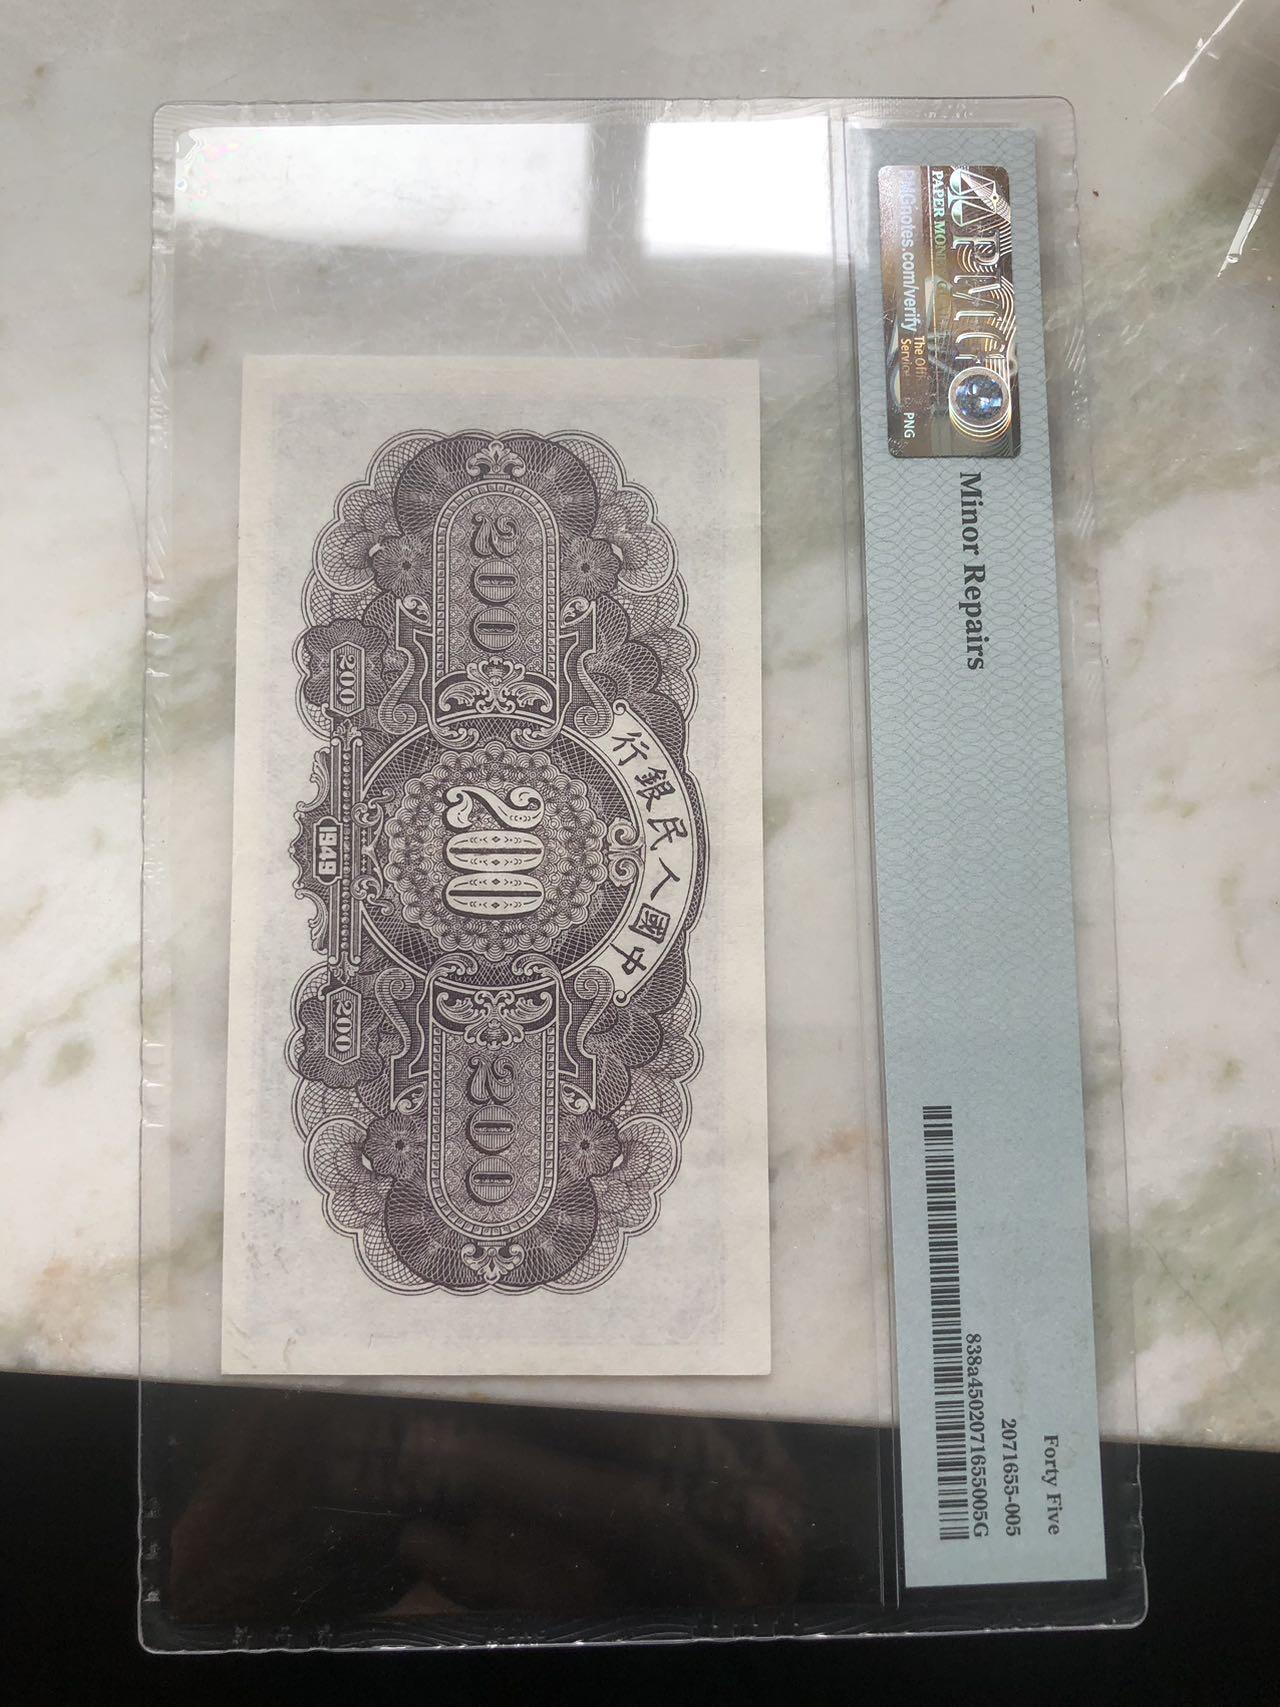 PMG
PAPER
PMGnotes.com/verify
The
PNG
Minor Repairs
Forty Five
2071655-005
838a4502071655005G
中國人民銀行
200 200 200
200 1949 200